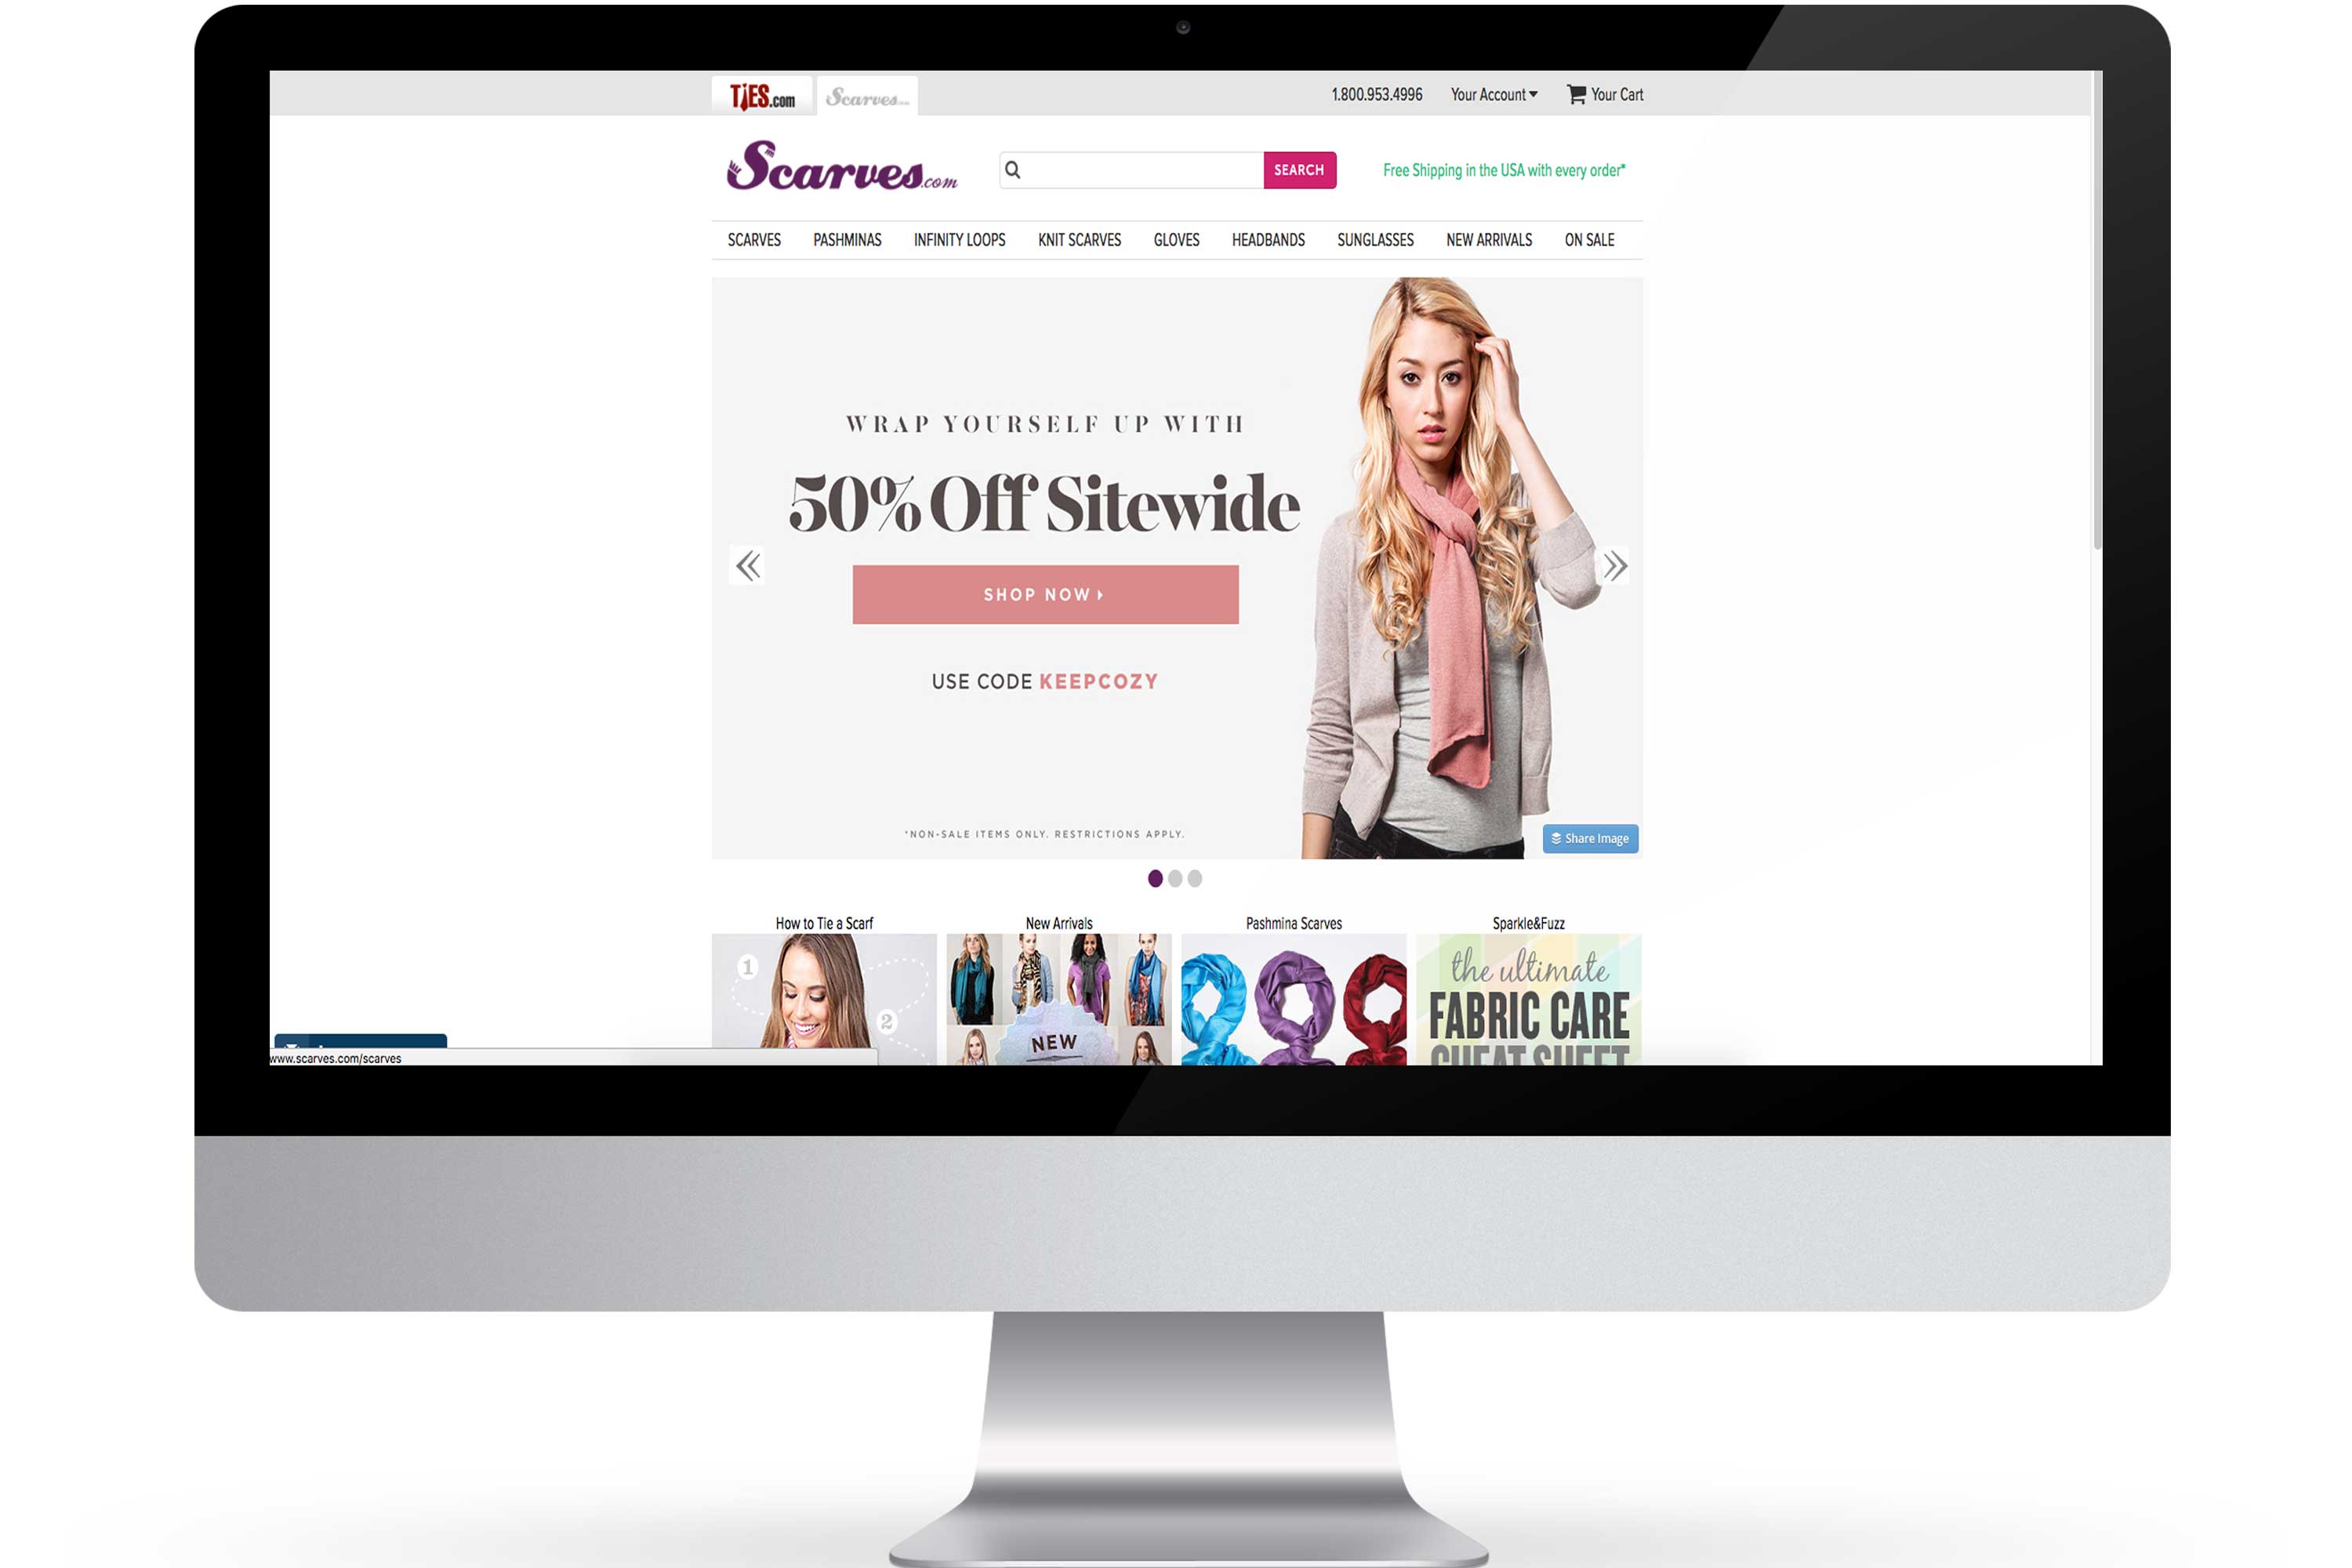 TiES.com Scarves.com 1.800.953.4996 Your Account Your Cart
Scarves.com SEARCH Free Shipping in the USA with every order*
SCARVES PASHMINAS INFINITY LOOPS KNIT SCARVES GLOVES HEADBANDS SUNGLASSES NEW ARRIVALS ON SALE
WRAP YOURSELF UP WITH
50% Off Sitewide
SHOP NOW
USE CODE KEEPCOZY
*NON-SALE ITEMS ONLY. RESTRICTIONS APPLY.
Share Image
How to Tie a Scarf New Arrivals Pashmina Scarves Sparkle&Fuzz
1
2
NEW
the ultimate
FABRIC CARE
CHEAT SHEET
www.scarves.com/scarves